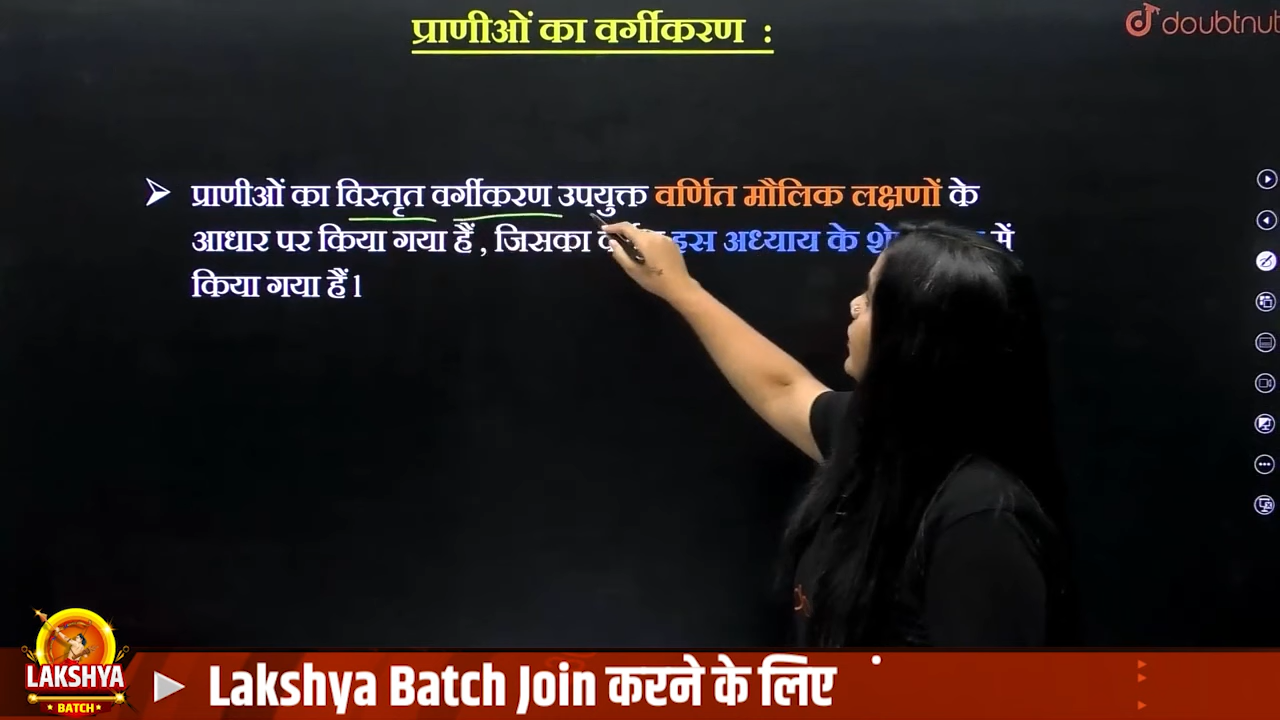 प्राणीओं का वर्गीकरण :
doubtnut
प्राणीओं का विस्तृत वर्गीकरण उपयुक्त वर्णित मौलिक लक्षणों के
आधार पर किया गया हैं , जिसका इस अध्याय के में
किया गया हैं।
LAKSHYA
BATCH
Lakshya Batch Join करने के लिए